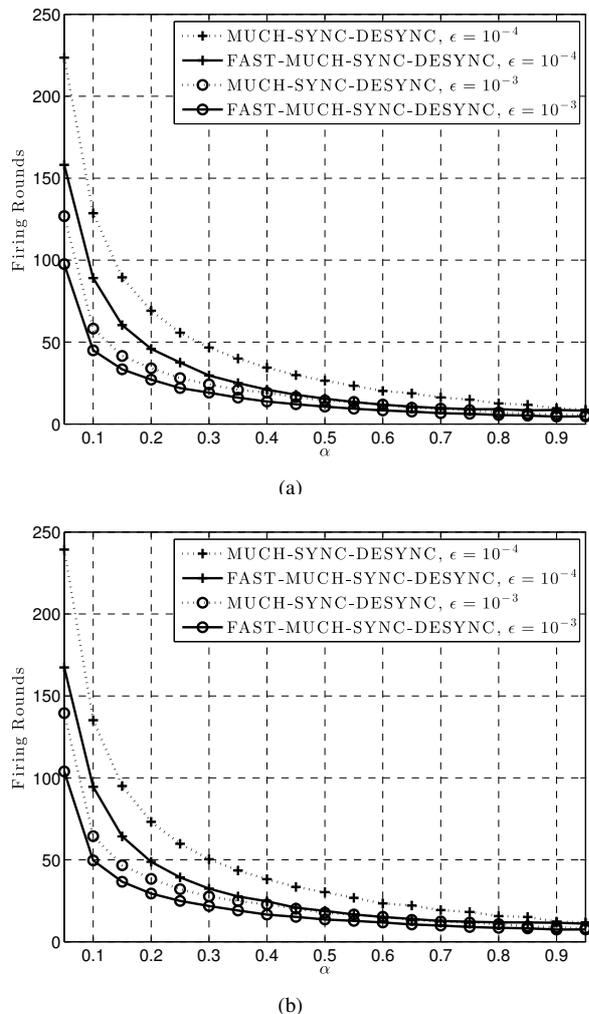 250
200
150
100
50
0
Firing Rounds
MUCH-SYNC-DESYNC, ϵ = 10⁻⁴
FAST-MUCH-SYNC-DESYNC, ϵ = 10⁻⁴
MUCH-SYNC-DESYNC, ϵ = 10⁻³
FAST-MUCH-SYNC-DESYNC, ϵ = 10⁻³
0.1 0.2 0.3 0.4 0.5 0.6 0.7 0.8 0.9
α
(a)
250
200
150
100
50
0
Firing Rounds
MUCH-SYNC-DESYNC, ϵ = 10⁻⁴
FAST-MUCH-SYNC-DESYNC, ϵ = 10⁻⁴
MUCH-SYNC-DESYNC, ϵ = 10⁻³
FAST-MUCH-SYNC-DESYNC, ϵ = 10⁻³
0.1 0.2 0.3 0.4 0.5 0.6 0.7 0.8 0.9
α
(b)